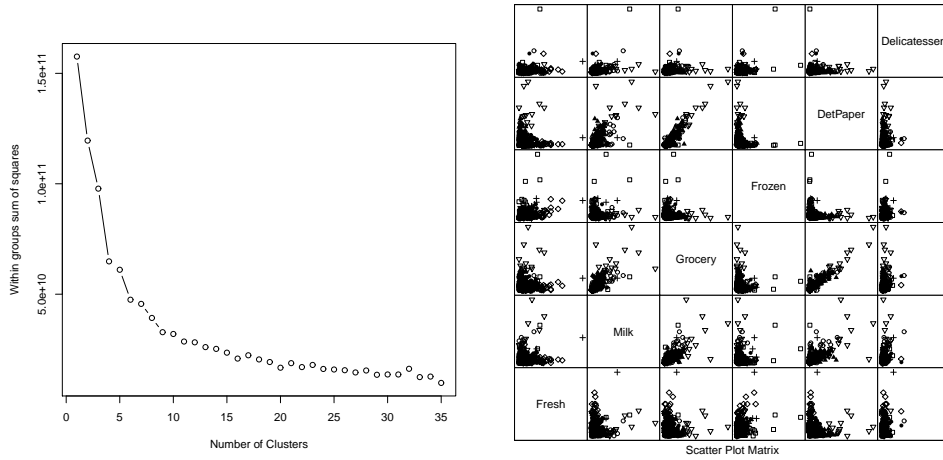 1.5e+11
1.0e+11
5.0e+10
Within groups sum of squares
0 5 10 15 20 25 30 35
Number of Clusters
Delicatessen
DetPaper
Frozen
Grocery
Milk
Fresh
Scatter Plot Matrix